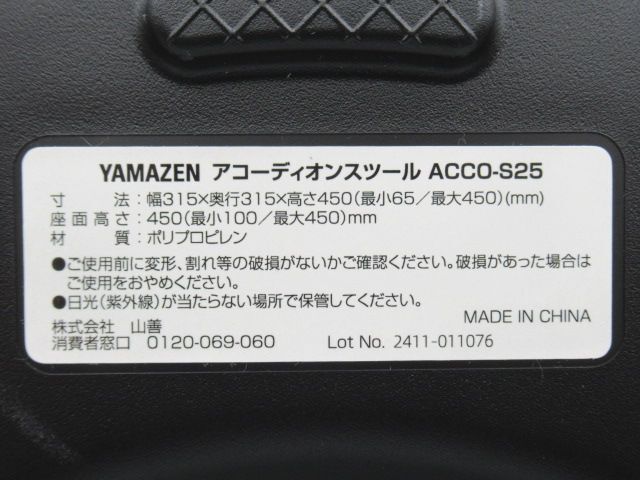 YAMAZEN アコーディオンスツール ACCO-S25
寸　　法：幅315×奥行315×高さ450(最小65／最大450)(mm)
座面高さ：450(最小100／最大450)mm
材　　質：ポリプロピレン
●ご使用前に変形、割れ等の破損がないかご確認ください。破損があった場合は
ご使用をおやめください。
●日光(紫外線)が当たらない場所で保管してください。
株式会社　山善
MADE IN CHINA
消費者窓口　0120-069-060　Lot No. 2411-011076